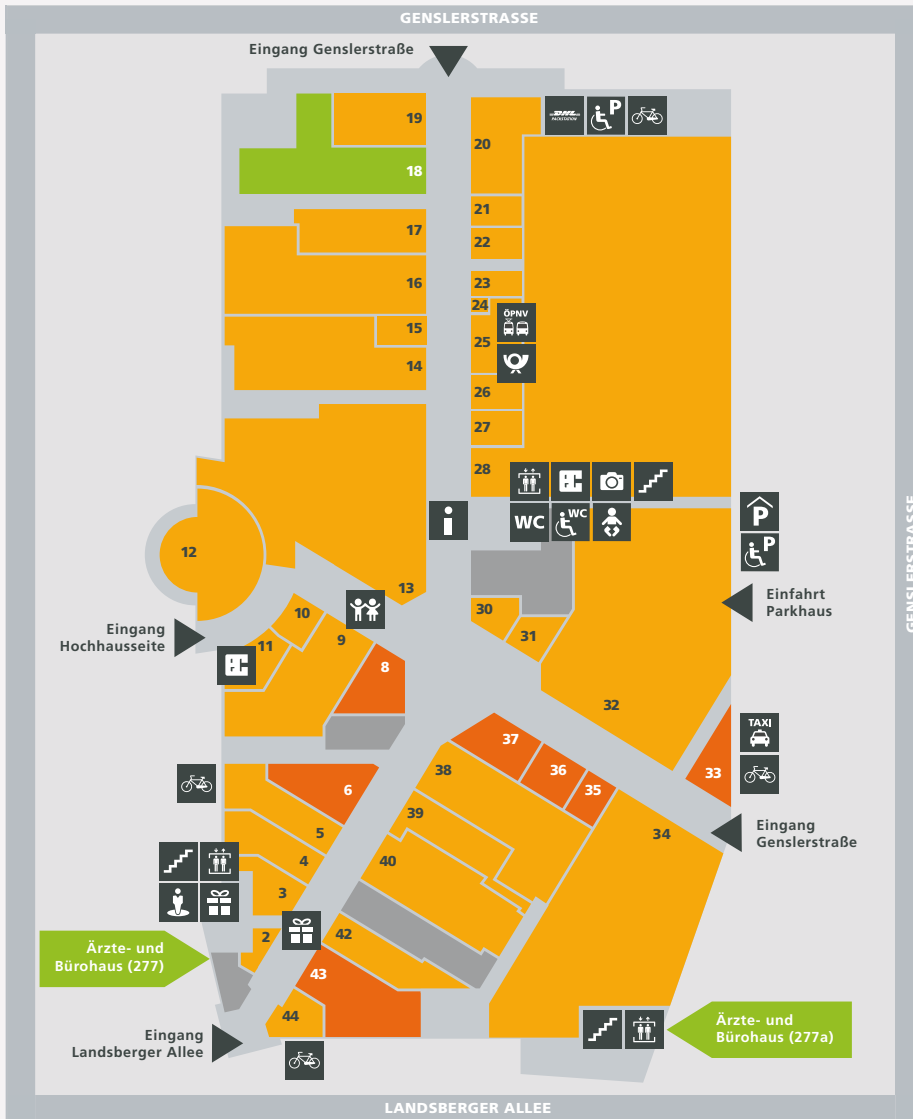 GENSLERSTRASSE
Eingang Genslerstraße
19
20
P
18
21
17
22
16
23
24
ÖPNV
15
25
14
26
27
28
WC
WC
P
12
P
13
30
Einfahrt
Parkhaus
GENSLERSTRASSE
10
Eingang
Hochhausseite
11
9
31
8
32
37
TAXI
36
33
38
35
6
39
34
Eingang
Genslerstraße
5
4
40
3
2
42
Ärzte- und
Bürohaus (277)
43
44
Eingang
Landsberger Allee
Ärzte- und
Bürohaus (277a)
LANDSBERGER ALLEE